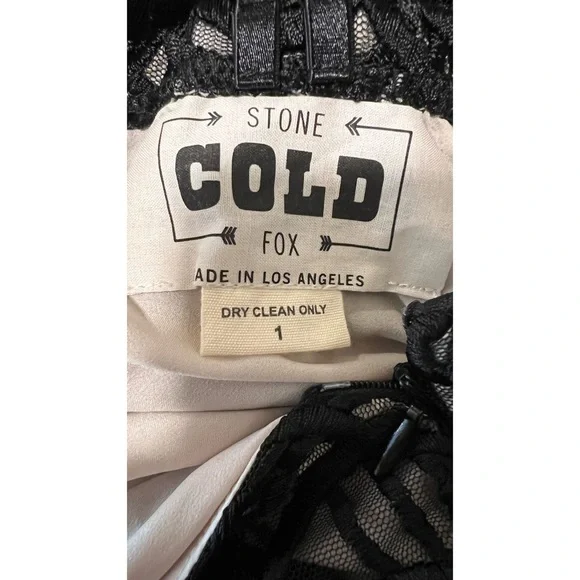 STONE
COLD
FOX
ADE IN LOS ANGELES
DRY CLEAN ONLY
1